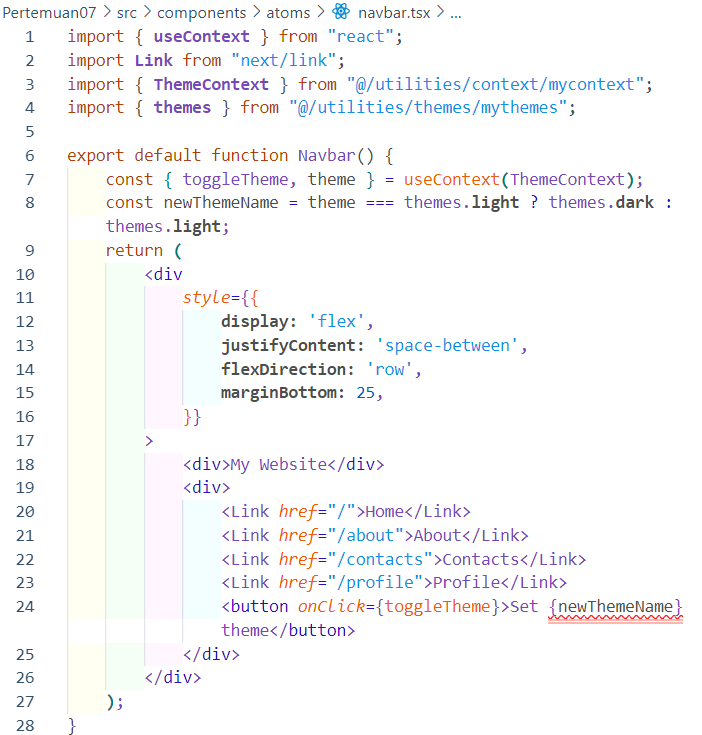 Pertemuan07 > src > components > atoms > navbar.tsx > ...
1 import { useContext } from "react";
2 import Link from "next/link";
3 import { ThemeContext } from "@/utilities/context/mycontext";
4 import { themes } from "@/utilities/themes/mythemes";
5
6 export default function Navbar() {
7 const { toggleTheme, theme } = useContext(ThemeContext);
8 const newThemeName = theme === themes.light ? themes.dark :
themes.light;
9 return (
10 <div
11 style={{
12 display: 'flex',
13 justifyContent: 'space-between',
14 flexDirection: 'row',
15 marginBottom: 25,
16 }}
17 >
18 <div>My Website</div>
19 <div>
20 <Link href="/">Home</Link>
21 <Link href="/about">About</Link>
22 <Link href="/contacts">Contacts</Link>
23 <Link href="/profile">Profile</Link>
24 <button onClick={toggleTheme}>Set {newThemeName}
theme</button>
25 </div>
26 </div>
27 );
28 }